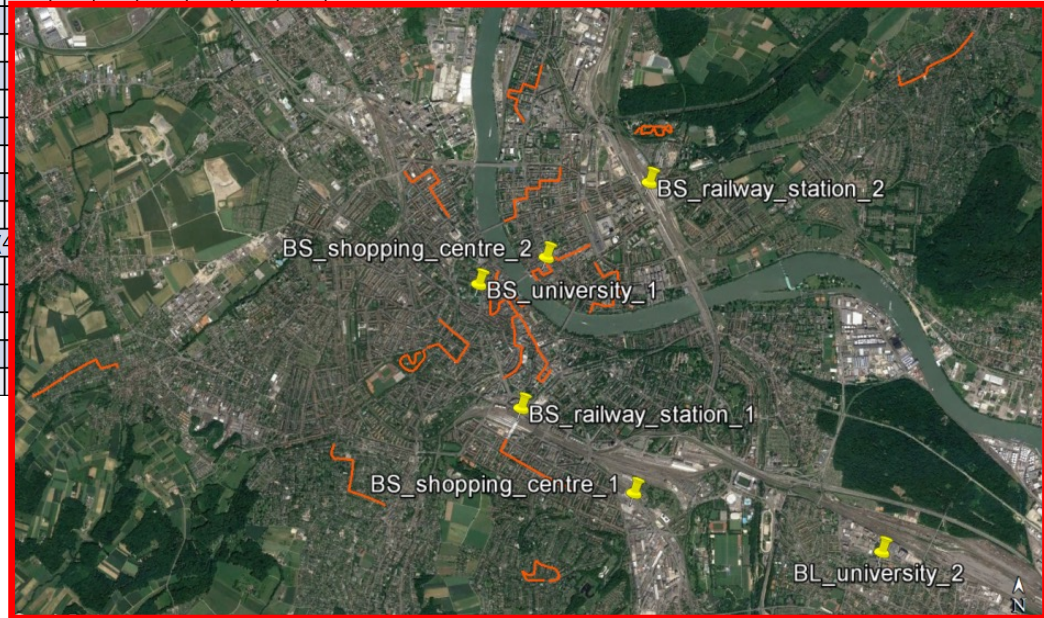 BS_railway_station_2
BS_shopping_centre_2
BS_university_1
BS_railway_station_1
BS_shopping_centre_1
BL_university_2
N